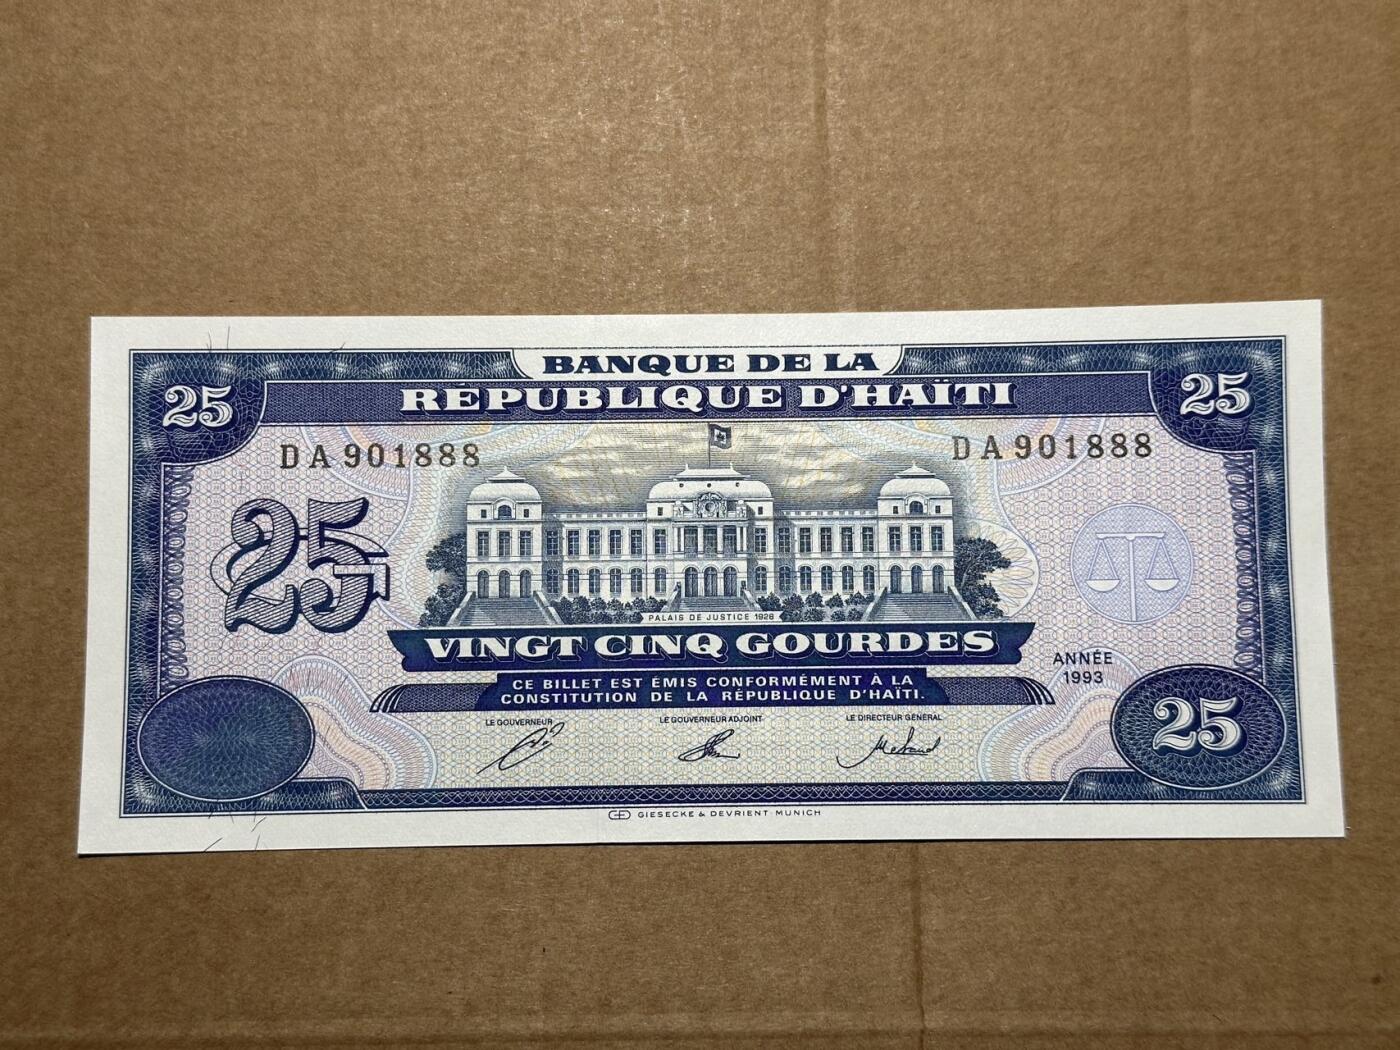 BANQUE DE LA
RÉPUBLIQUE D'HAÏTI
25
25
DA 901888
DA 901888
25
PALAIS DE JUSTICE 1928
VINGT CINQ GOURDES
CE BILLET EST ÉMIS CONFORMÉMENT À LA
CONSTITUTION DE LA RÉPUBLIQUE D'HAÏTI.
ANNÉE
1993
LE GOUVERNEUR
LE GOUVERNEUR ADJOINT
LE DIRECTEUR GÉNÉRAL
25
GIESECKE & DEVRIENT MUNICH